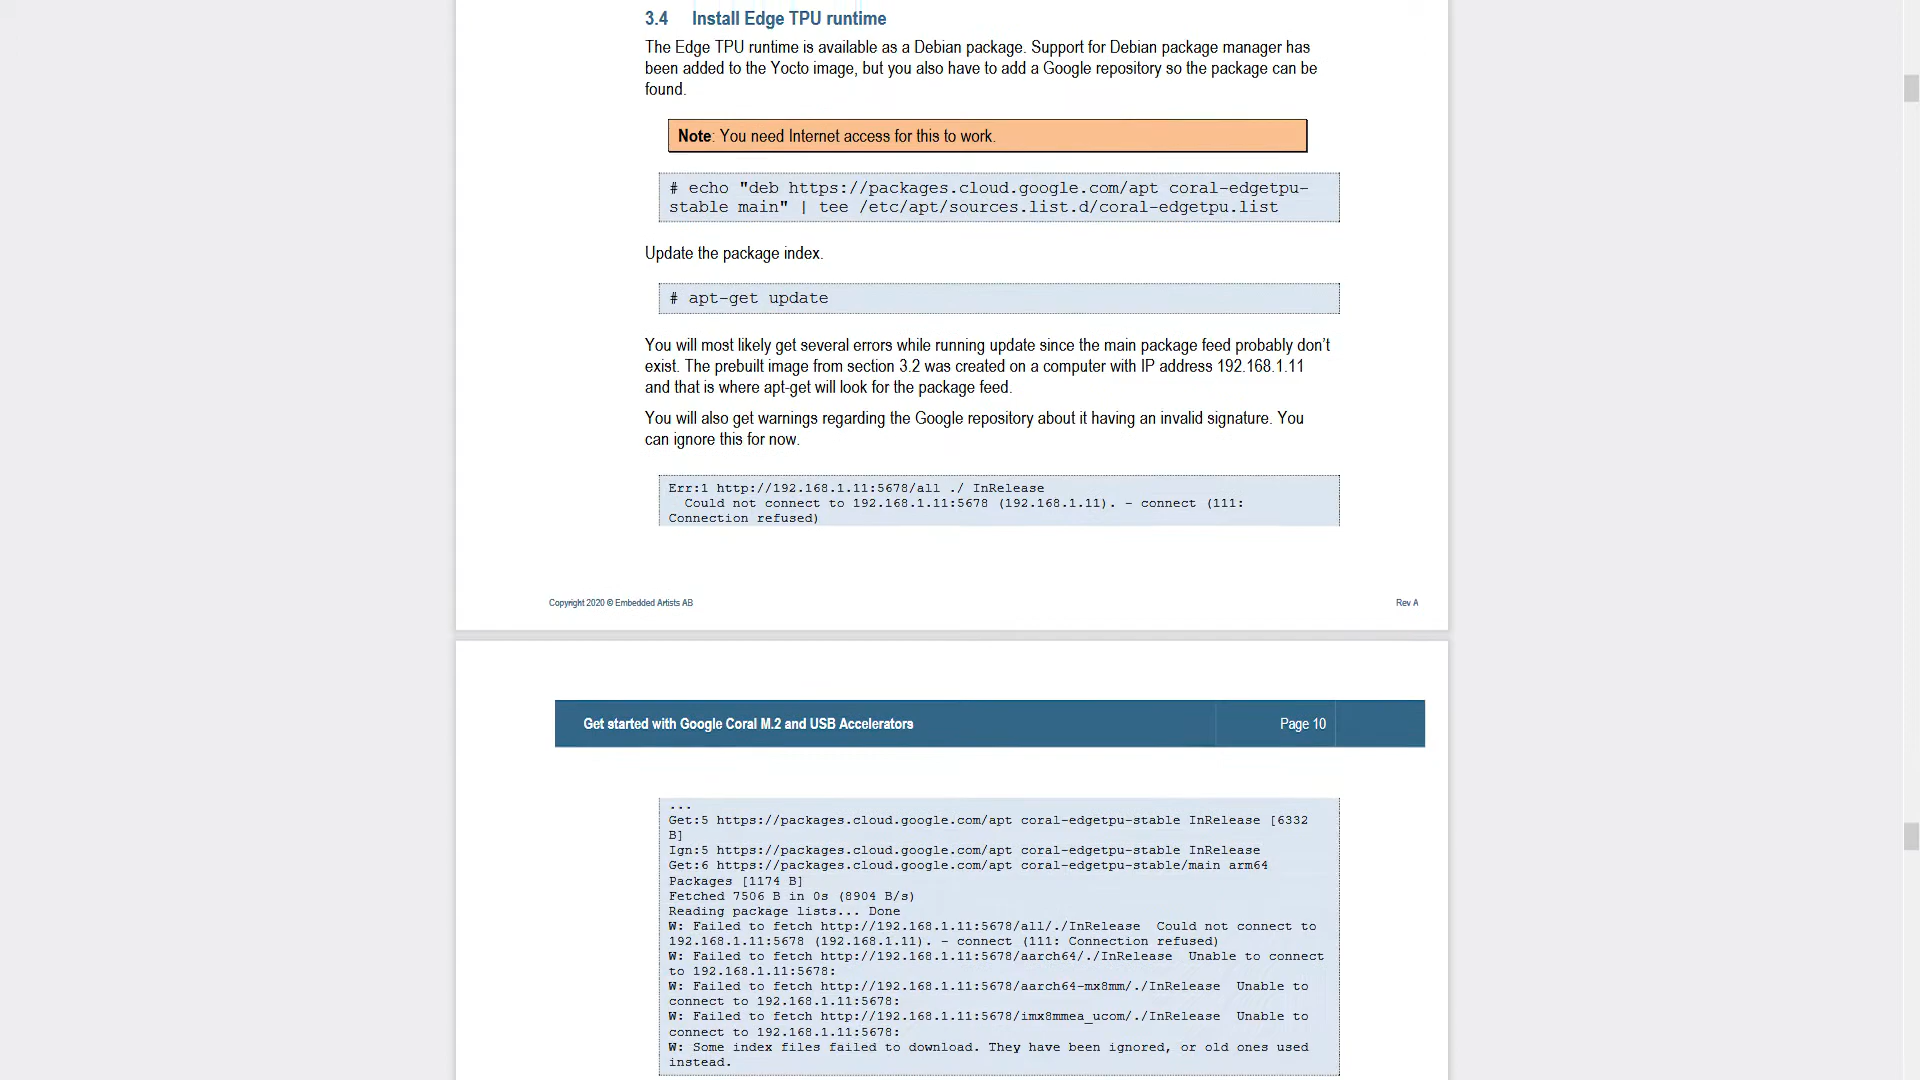 3.4 Install Edge TPU runtime
The Edge TPU runtime is available as a Debian package. Support for Debian package manager has
been added to the Yocto image, but you also have to add a Google repository so the package can be
found.
Note: You need Internet access for this to work.
# echo "deb https://packages.cloud.google.com/apt coral-edgetpu-
stable main" | tee /etc/apt/sources.list.d/coral-edgetpu.list
Update the package index.
# apt-get update
You will most likely get several errors while running update since the main package feed probably don't
exist. The prebuilt image from section 3.2 was created on a computer with IP address 192.168.1.11
and that is where apt-get will look for the package feed.
You will also get warnings regarding the Google repository about it having an invalid signature. You
can ignore this for now.
Err:1 http://192.168.1.11:5678/all ./ InRelease
Could not connect to 192.168.1.11:5678 (192.168.1.11). - connect (111:
Connection refused)
Copyright 2020 © Embedded Artists AB Rev A
Get started with Google Coral M.2 and USB Accelerators Page 10
...
Get:5 https://packages.cloud.google.com/apt coral-edgetpu-stable InRelease [6332
B]
Ign:5 https://packages.cloud.google.com/apt coral-edgetpu-stable InRelease
Get:6 https://packages.cloud.google.com/apt coral-edgetpu-stable/main arm64
Packages [1174 B]
Fetched 7506 B in 0s (8904 B/s)
Reading package lists... Done
W: Failed to fetch http://192.168.1.11:5678/all/./InRelease Could not connect to
192.168.1.11:5678 (192.168.1.11). - connect (111: Connection refused)
W: Failed to fetch http://192.168.1.11:5678/aarch64/./InRelease Unable to connect
to 192.168.1.11:5678:
W: Failed to fetch http://192.168.1.11:5678/aarch64-mx8mm/./InRelease Unable to
connect to 192.168.1.11:5678:
W: Failed to fetch http://192.168.1.11:5678/imx8mmea_ucom/./InRelease Unable to
connect to 192.168.1.11:5678:
W: Some index files failed to download. They have been ignored, or old ones used
instead.